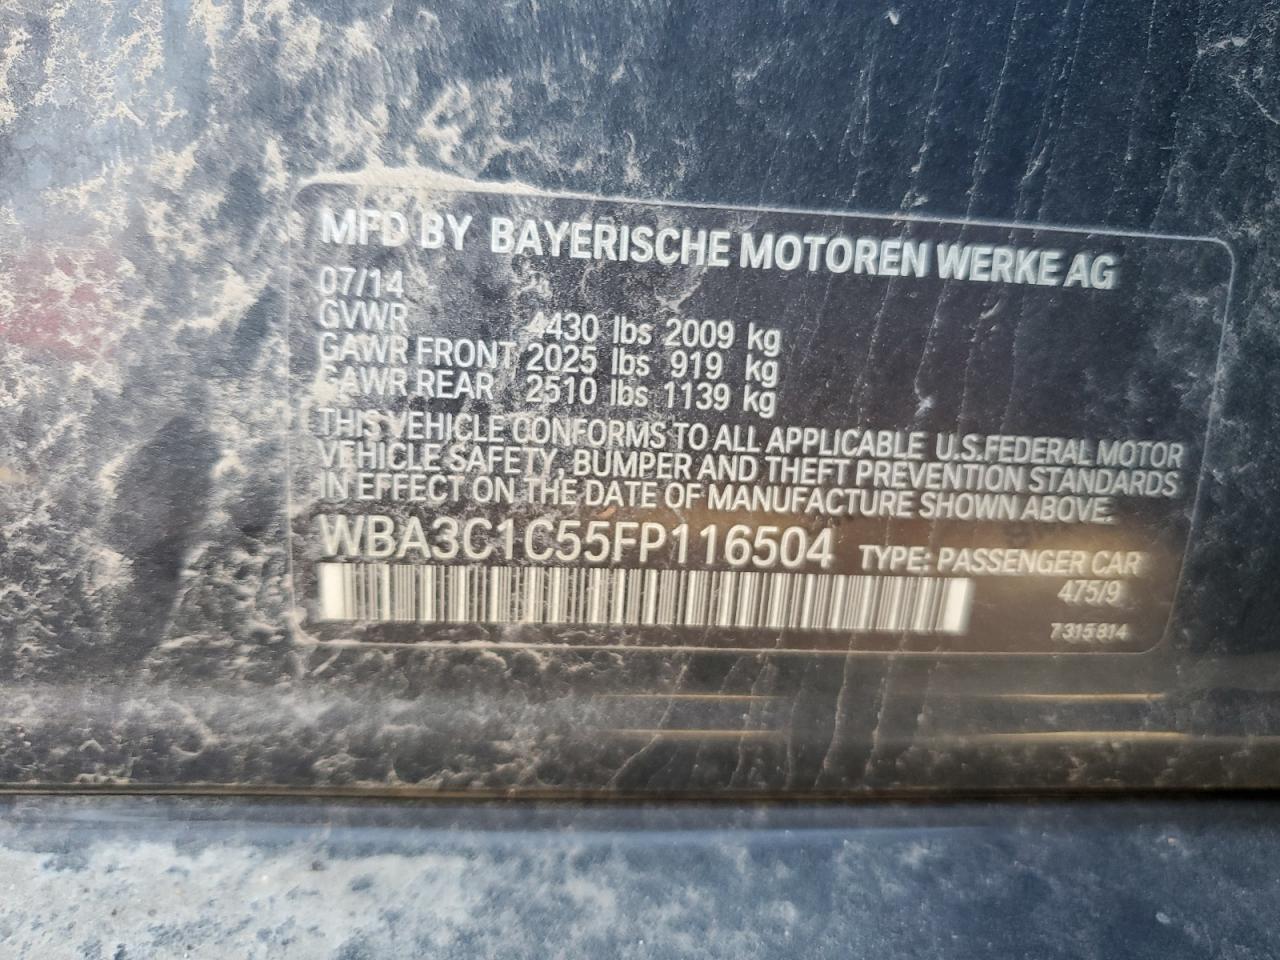 MFD BY BAYERISCHE MOTOREN WERKE AG
07/14
GVWR 4430 lbs 2009 kg
GAWR FRONT 2025 lbs 919 kg
GAWR REAR 2510 lbs 1139 kg
THIS VEHICLE CONFORMS TO ALL APPLICABLE U.S.FEDERAL MOTOR
VEHICLE SAFETY, BUMPER AND THEFT PREVENTION STANDARDS
IN EFFECT ON THE DATE OF MANUFACTURE SHOWN ABOVE.
WBA3C1C55FP116504 TYPE: PASSENGER CAR
475/9
7315814